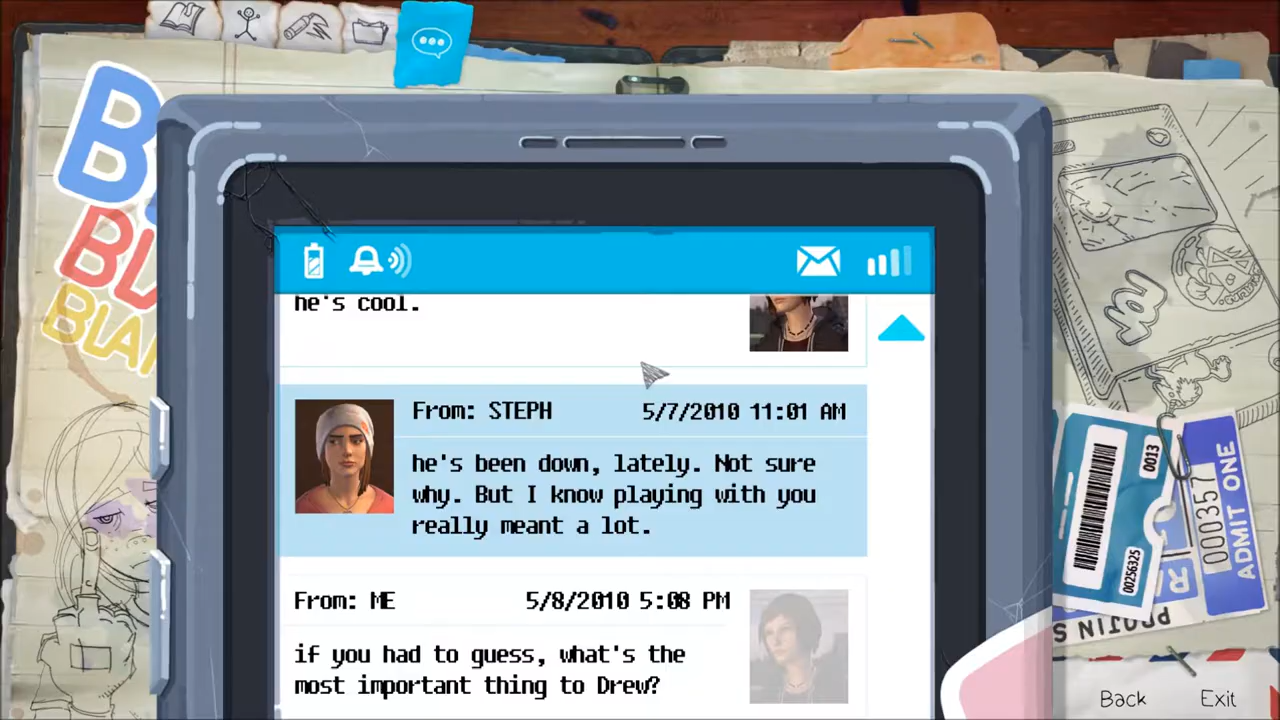 he's cool.
From: STEPH 5/7/2010 11:01 AM
he's been down, lately. Not sure
why. But I know playing with you
really meant a lot.
From: ME 5/8/2010 5:08 PM
if you had to guess, what's the
most important thing to Drew?
0013
00256325
000357
ADMIT ONE
Back Exit